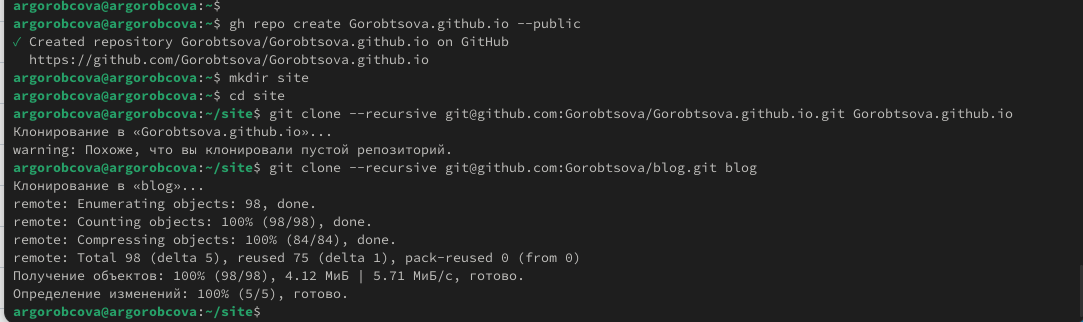 argorobcova@argorobcova:~$
argorobcova@argorobcova:~$ gh repo create Gorobtsova.github.io --public
✓ Created repository Gorobtsova/Gorobtsova.github.io on GitHub
  https://github.com/Gorobtsova/Gorobtsova.github.io
argorobcova@argorobcova:~$ mkdir site
argorobcova@argorobcova:~$ cd site
argorobcova@argorobcova:~/site$ git clone --recursive git@github.com:Gorobtsova/Gorobtsova.github.io.git Gorobtsova.github.io
Клонирование в «Gorobtsova.github.io»...
warning: Похоже, что вы клонировали пустой репозиторий.
argorobcova@argorobcova:~/site$ git clone --recursive git@github.com:Gorobtsova/blog.git blog
Клонирование в «blog»...
remote: Enumerating objects: 98, done.
remote: Counting objects: 100% (98/98), done.
remote: Compressing objects: 100% (84/84), done.
remote: Total 98 (delta 5), reused 75 (delta 1), pack-reused 0 (from 0)
Получение объектов: 100% (98/98), 4.12 МиБ | 5.71 МиБ/с, готово.
Определение изменений: 100% (5/5), готово.
argorobcova@argorobcova:~/site$